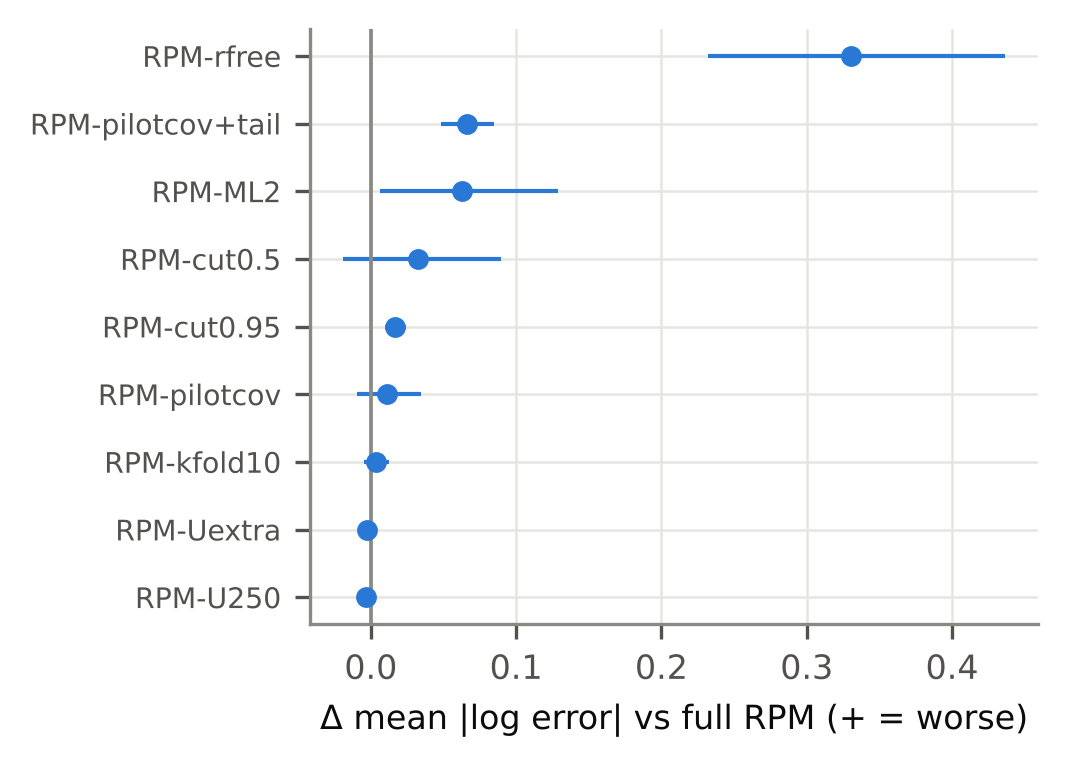 RPM-rfree
RPM-pilotcov+tail
RPM-ML2
RPM-cut0.5
RPM-cut0.95
RPM-pilotcov
RPM-kfold10
RPM-Uextra
RPM-U250
0.0 0.1 0.2 0.3 0.4
Δ mean |log error| vs full RPM (+ = worse)